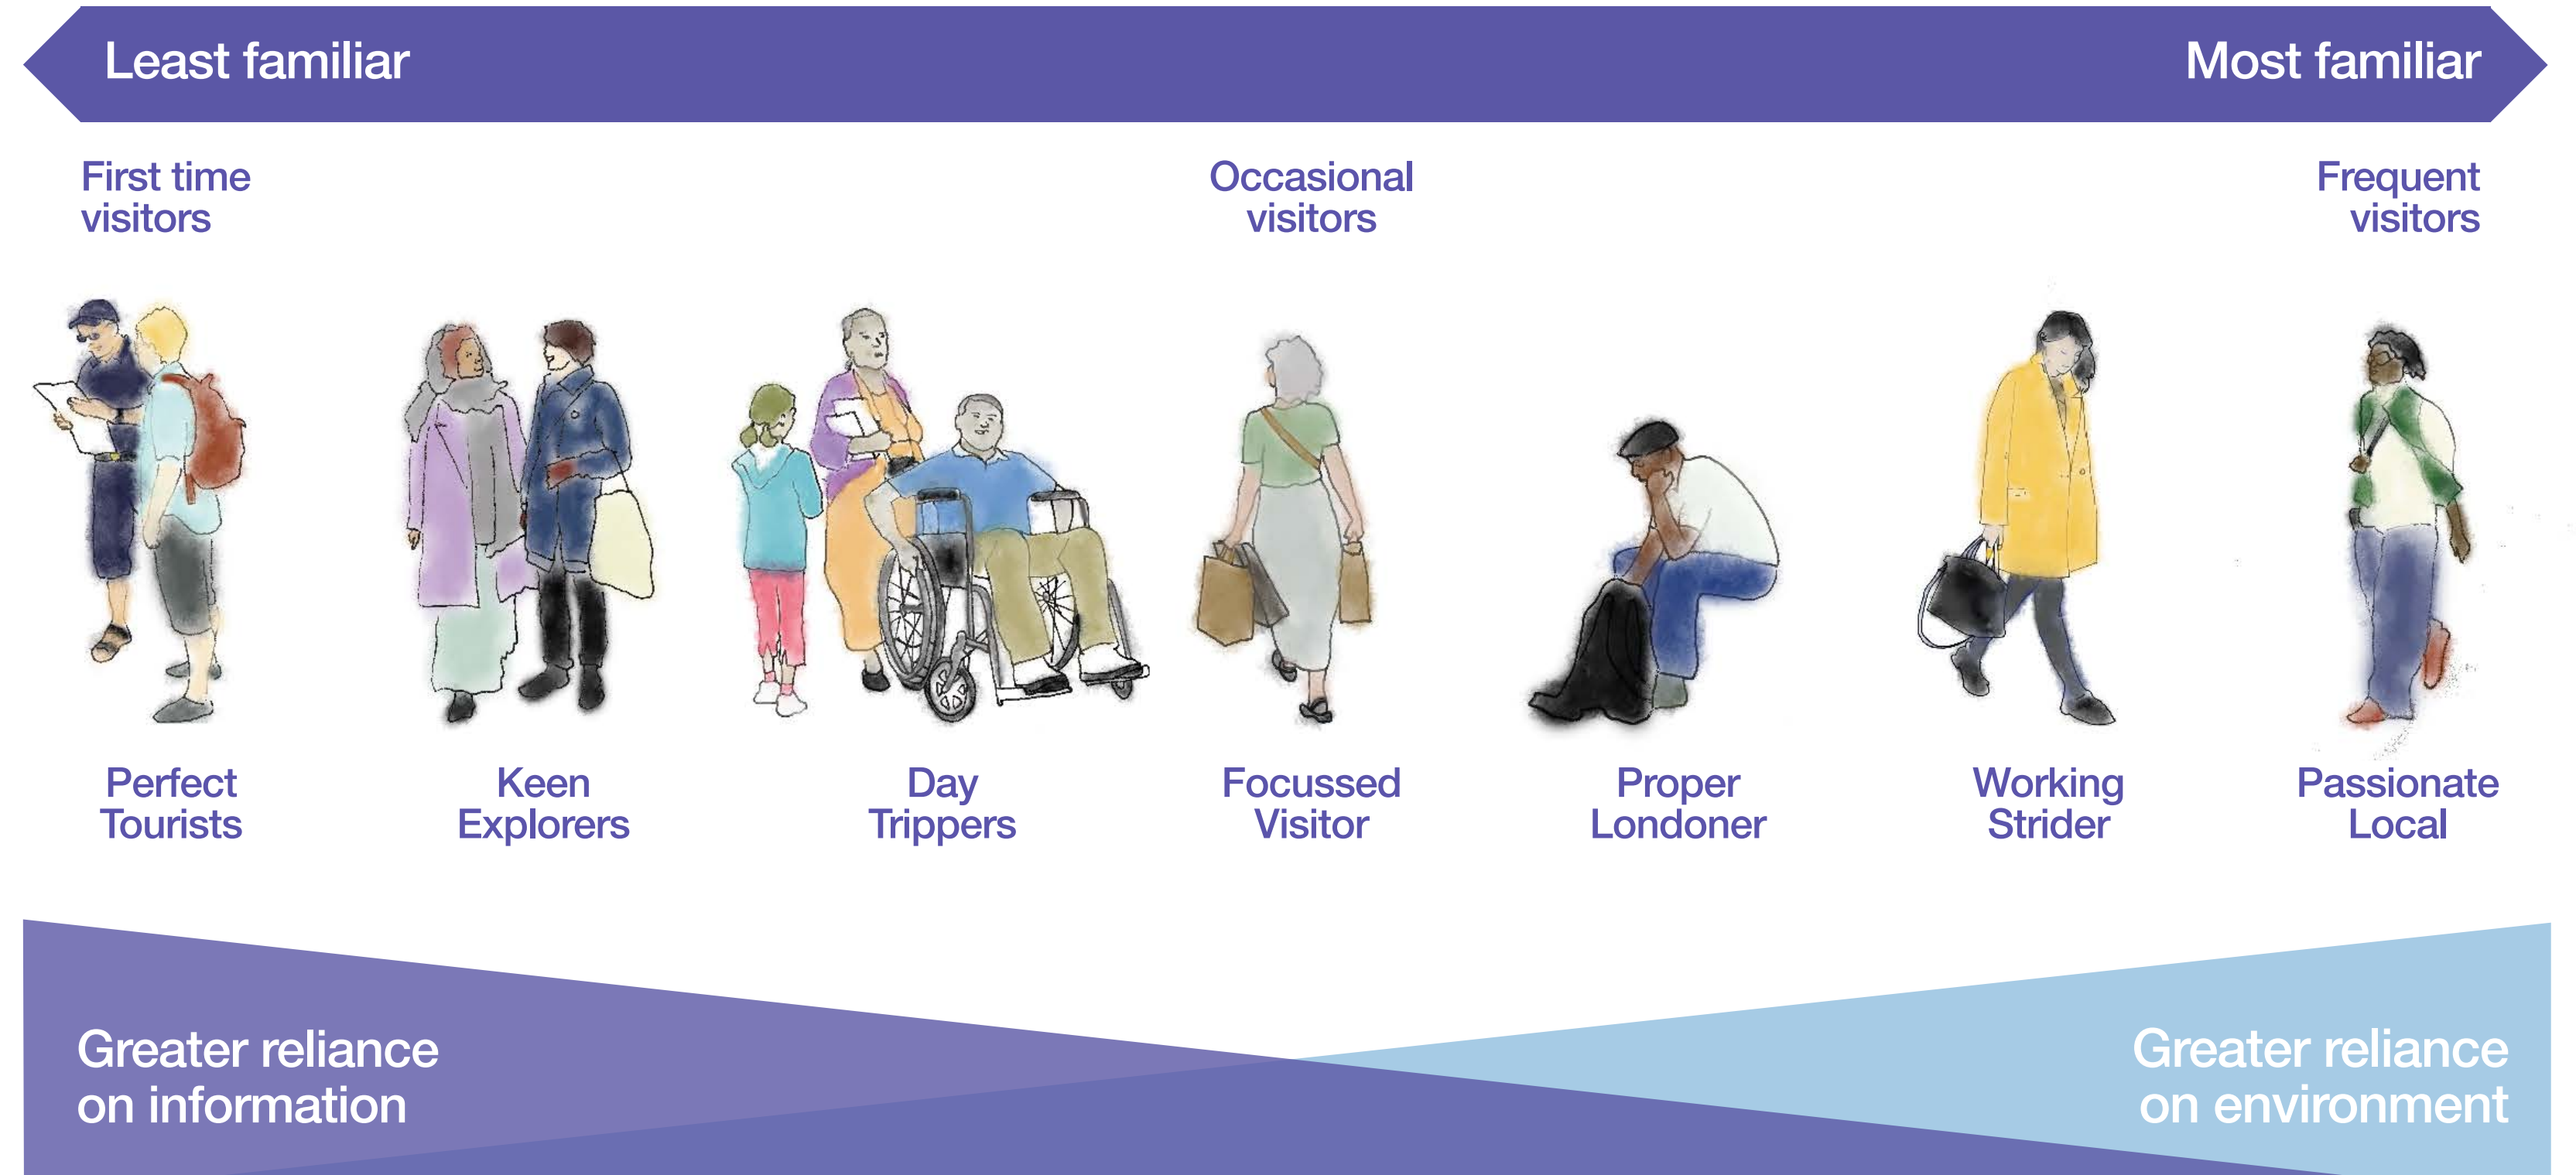 Least familiar
Most familiar
First time
visitors
Occasional
visitors
Frequent
visitors
Perfect
Tourists
Keen
Explorers
Day
Trippers
Focussed
Visitor
Proper
Londoner
Working
Strider
Passionate
Local
Greater reliance
on information
Greater reliance
on environment